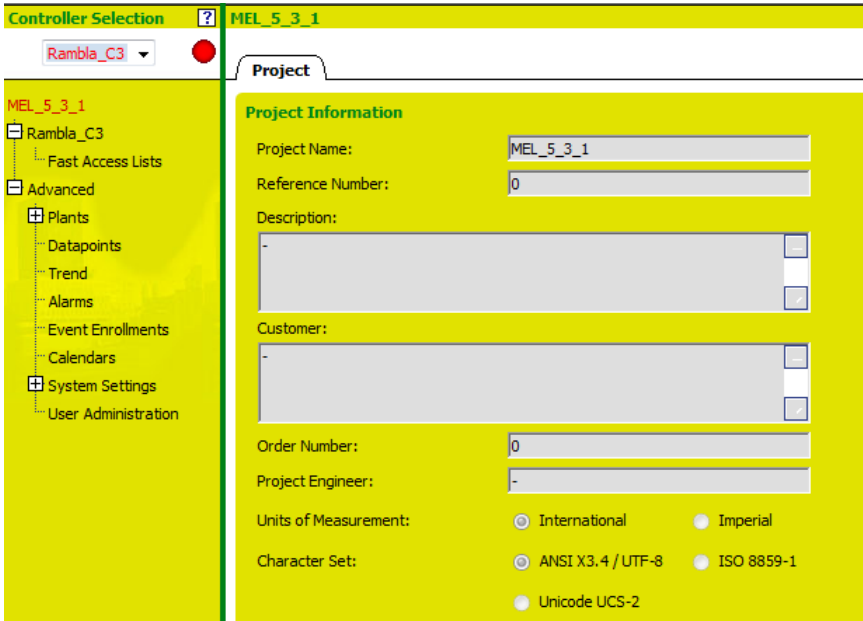 Controller Selection
?
MEL_5_3_1
Rambla_C3
Project
MEL_5_3_1
Rambla_C3
Fast Access Lists
Advanced
Plants
Datapoints
Trend
Alarms
Event Enrollments
Calendars
System Settings
User Administration
Project Information
Project Name: MEL_5_3_1
Reference Number: 0
Description:
-
Customer:
-
Order Number: 0
Project Engineer: -
Units of Measurement: International Imperial
Character Set: ANSI X3.4 / UTF-8 ISO 8859-1
Unicode UCS-2